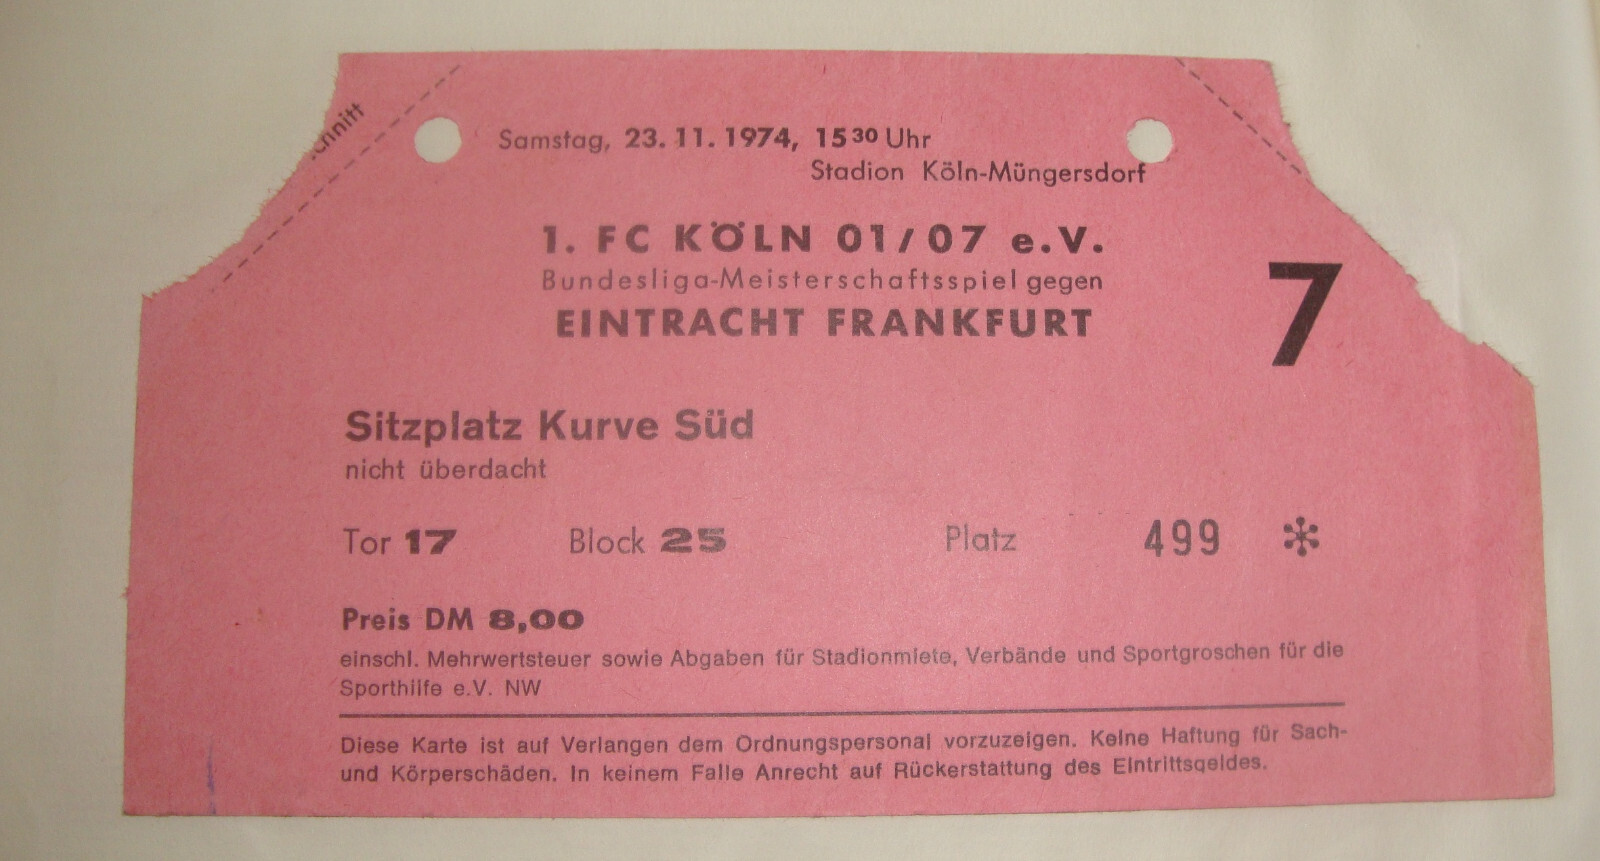 chnitt
Samstag, 23. 11. 1974, 15 30 Uhr
Stadion Köln-Müngersdorf
1. FC KÖLN 01/07 e.V.
Bundesliga-Meisterschaftsspiel gegen
EINTRACHT FRANKFURT
7
Sitzplatz Kurve Süd
nicht überdacht
Tor 17 Block 25 Platz 499 *
Preis DM 8,00
einschl. Mehrwertsteuer sowie Abgaben für Stadionmiete, Verbände und Sportgroschen für die
Sporthilfe e.V. NW
Diese Karte ist auf Verlangen dem Ordnungspersonal vorzuzeigen. Keine Haftung für Sach-
und Körperschäden. In keinem Falle Anrecht auf Rückerstattung des Eintrittsgeldes.